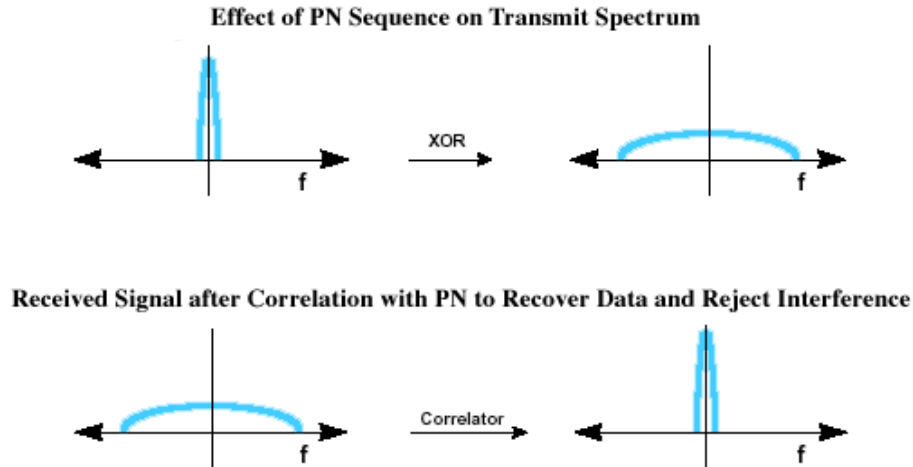 Effect of PN Sequence on Transmit Spectrum
XOR
f
f
Received Signal after Correlation with PN to Recover Data and Reject Interference
Correlator
f
f